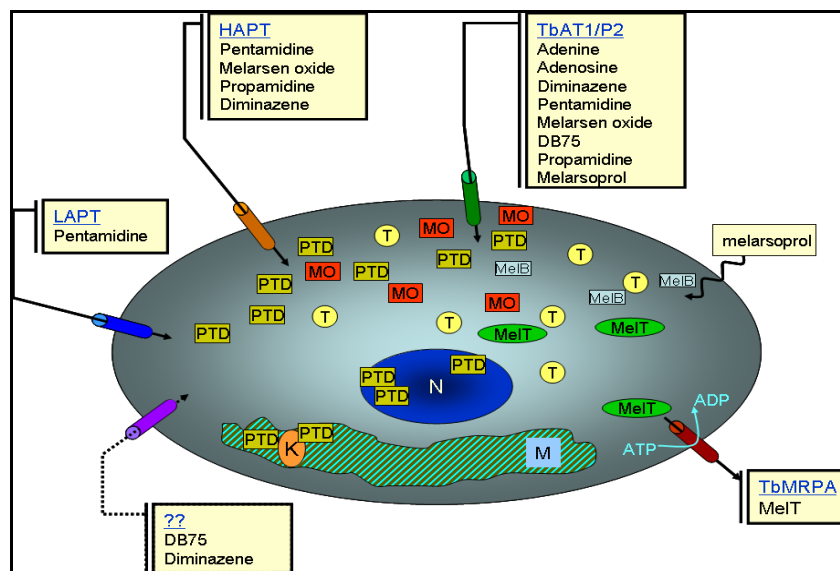 HAPT
Pentamidine
Melarsen oxide
Propamidine
Diminazene
TbAT1/P2
Adenine
Adenosine
Diminazene
Pentamidine
Melarsen oxide
DB75
Propamidine
Melarsoprol
LAPT
Pentamidine
melarsoprol
MO
MO
T
PTD
PTD
PTD
MO
PTD
MelB
T
PTD
MO
MelB
T
MelB
MO
PTD
T
T
T
PTD
MelT
MelT
PTD
PTD
PTD
N
T
MelT
ADP
ATP
PTD
PTD
K
M
TbMRPA
MelT
??
DB75
Diminazene